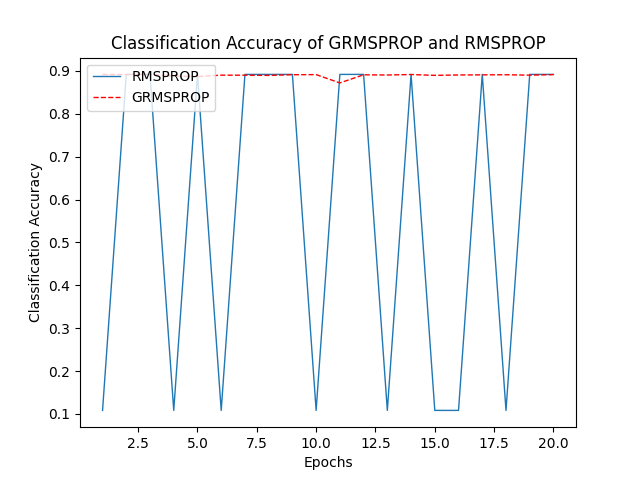 Classification Accuracy of GRMSPROP and RMSPROP
RMSPROP
GRMSPROP
Classification Accuracy
0.9
0.8
0.7
0.6
0.5
0.4
0.3
0.2
0.1
2.5 5.0 7.5 10.0 12.5 15.0 17.5 20.0
Epochs